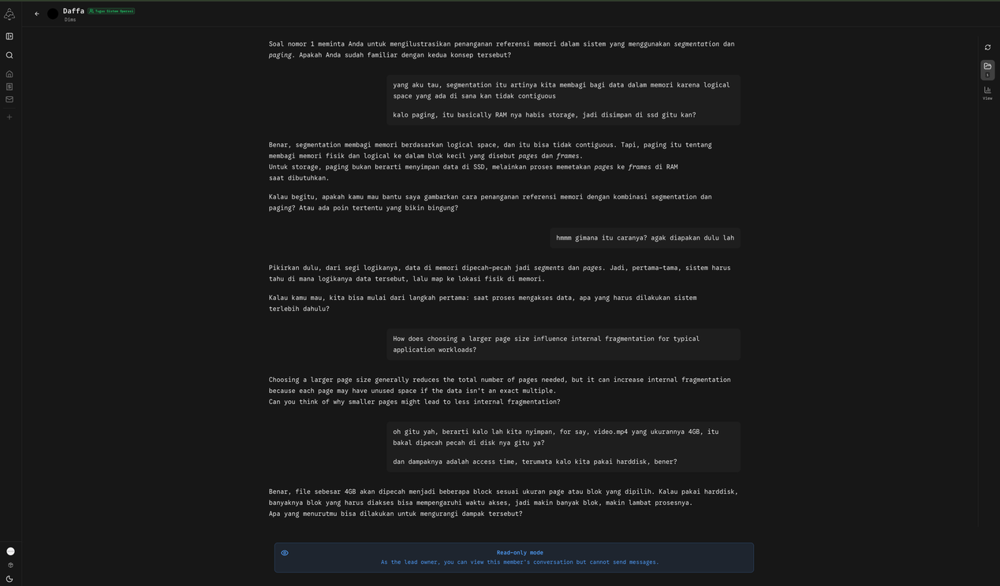 Daffa
Tugas Sistem Operasi
Dims
Soal nomor 1 meminta Anda untuk mengilustrasikan penanganan referensi memori dalam sistem yang menggunakan segmentation dan
paging. Apakah Anda sudah familiar dengan kedua konsep tersebut?
yang aku tau, segmentation itu artinya kita membagi bagi data dalam memori karena logical
space yang ada di sana kan tidak contiguous
kalo paging, itu basically RAM nya habis storage, jadi disimpan di ssd gitu kan?
Benar, segmentation membagi memori berdasarkan logical space, dan itu bisa tidak contiguous. Tapi, paging itu tentang
membagi memori fisik dan logical ke dalam blok kecil yang disebut pages dan frames.
Untuk storage, paging bukan berarti menyimpan data di SSD, melainkan proses memetakan pages ke frames di RAM
saat dibutuhkan.
Kalau begitu, apakah kamu mau bantu saya gambarkan cara penanganan referensi memori dengan kombinasi segmentation dan
paging? Atau ada poin tertentu yang bikin bingung?
hmmm gimana itu caranya? agak diapakan dulu lah
Pikirkan dulu, dari segi logikanya, data di memori dipecah-pecah jadi segments dan pages. Jadi, pertama-tama, sistem harus
tahu di mana logikanya data tersebut, lalu map ke lokasi fisik di memori.
Kalau kamu mau, kita bisa mulai dari langkah pertama: saat proses mengakses data, apa yang harus dilakukan sistem
terlebih dahulu?
How does choosing a larger page size influence internal fragmentation for typical
application workloads?
Choosing a larger page size generally reduces the total number of pages needed, but it can increase internal fragmentation
because each page may have unused space if the data isn't an exact multiple.
Can you think of why smaller pages might lead to less internal fragmentation?
oh gitu yah, berarti kalo lah kita nyimpan, for say, video.mp4 yang ukurannya 4GB, itu
bakal dipecah pecah di disk nya gitu ya?
dan dampaknya adalah access time, terumata kalo kita pakai harddisk, bener?
Benar, file sebesar 4GB akan dipecah menjadi beberapa block sesuai ukuran page atau blok yang dipilih. Kalau pakai harddisk,
banyaknya blok yang harus diakses bisa mempengaruhi waktu akses, jadi makin banyak blok, makin lambat prosesnya.
Apa yang menurutmu bisa dilakukan untuk mengurangi dampak tersebut?
Read-only mode
As the lead owner, you can view this member's conversation but cannot send messages.
View